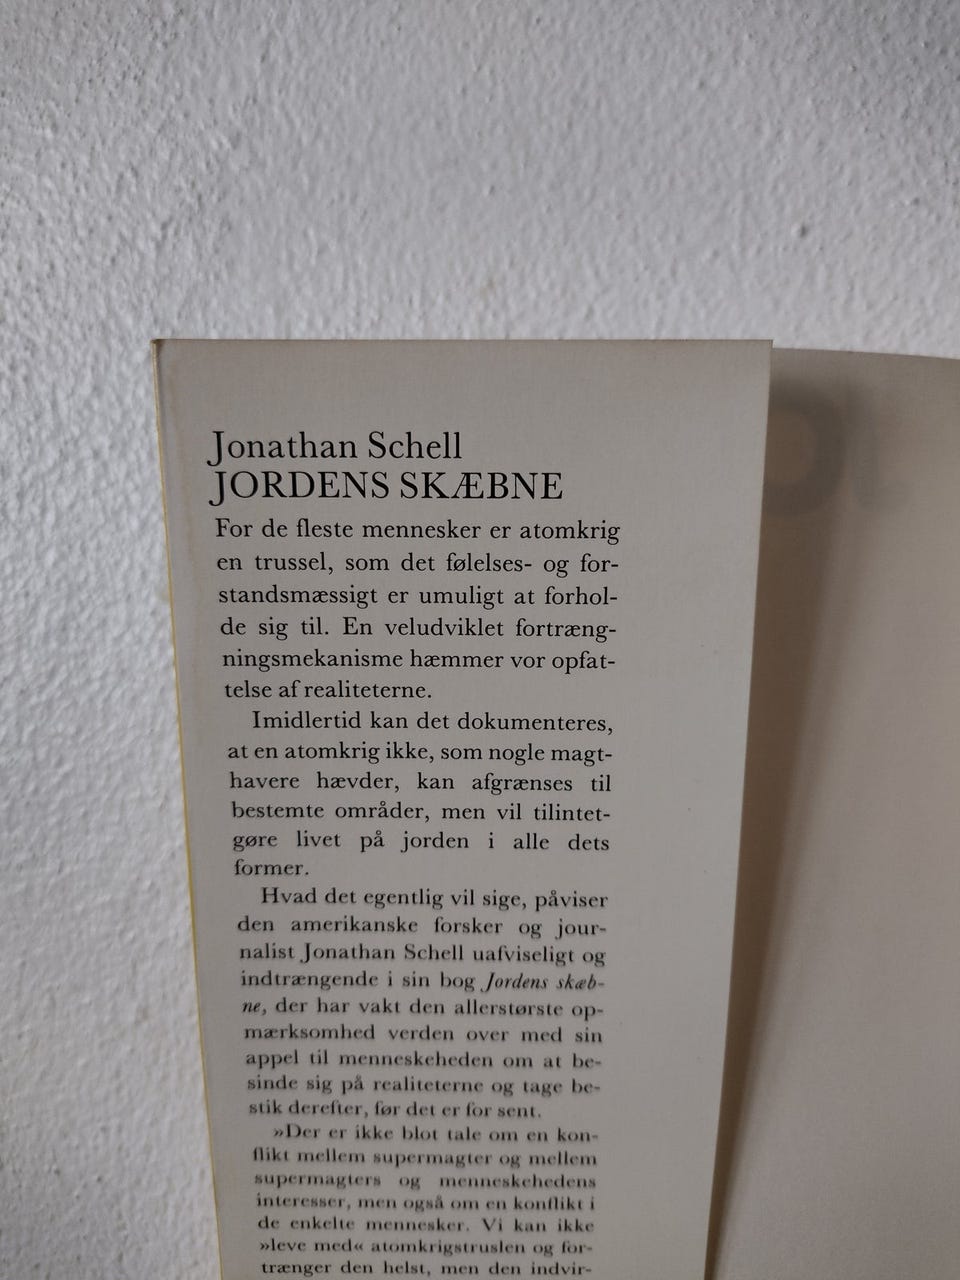 Jonathan Schell
JORDENS SKÆBNE
For de fleste mennesker er atomkrig
en trussel, som det følelses- og for-
standsmæssigt er umuligt at forhol-
de sig til. En veludviklet fortræng-
ningsmekanisme hæmmer vor opfat-
telse af realiteterne.
Imidlertid kan det dokumenteres,
at en atomkrig ikke, som nogle magt-
havere hævder, kan afgrænses til
bestemte områder, men vil tilintet-
gøre livet på jorden i alle dets
former.
Hvad det egentlig vil sige, påviser
den amerikanske forsker og jour-
nalist Jonathan Schell uafviseligt og
indtrængende i sin bog Jordens skæb-
ne, der har vakt den allerstørste op-
mærksomhed verden over med sin
appel til menneskeheden om at be-
sinde sig på realiteterne og tage be-
stik derefter, før det er for sent.
»Der er ikke blot tale om en kon-
flikt mellem supermagter og mellem
supermagters og menneskehedens
interesser, men også om en konflikt i
de enkelte mennesker. Vi kan ikke
»leve med« atomkrigstruslen og for-
trænger den helst, men den indvir-